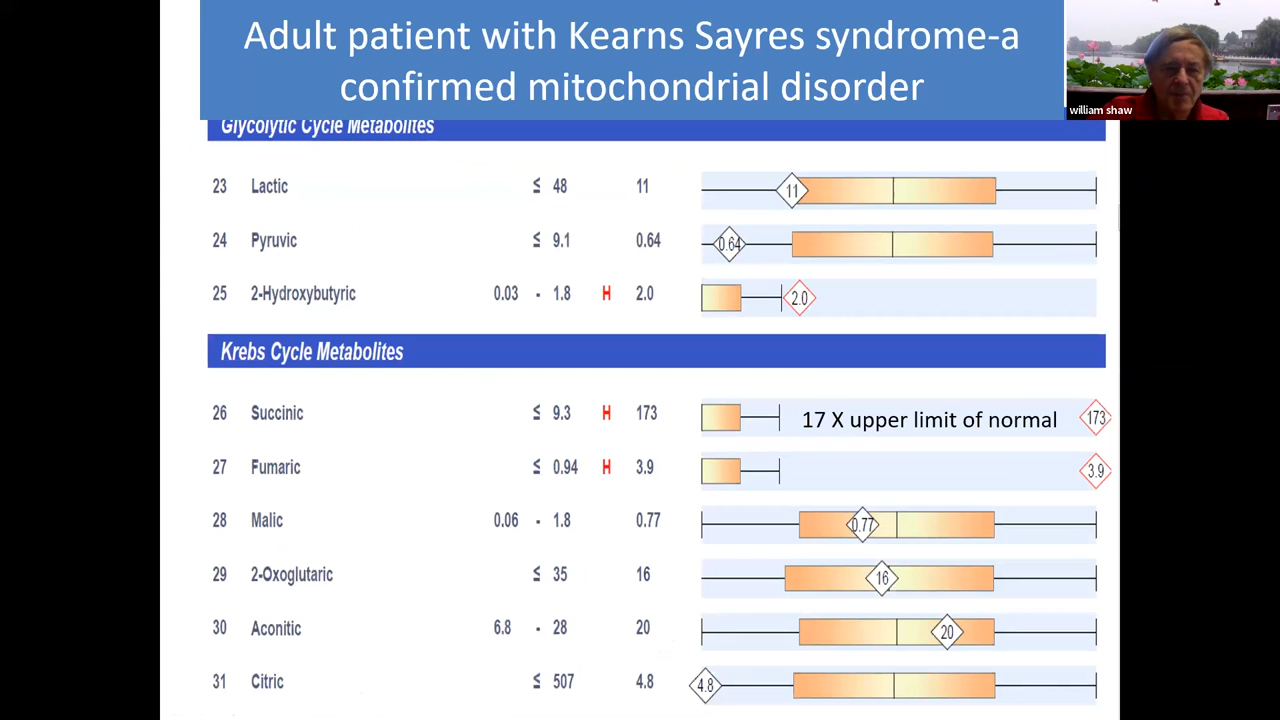 Adult patient with Kearns Sayres syndrome-a
confirmed mitochondrial disorder
william shaw
Glycolytic Cycle Metabolites
23 Lactic ≤ 48 11 11
24 Pyruvic ≤ 9.1 0.64 0.64
25 2-Hydroxybutyric 0.03 - 1.8 H 2.0 2.0
Krebs Cycle Metabolites
26 Succinic ≤ 9.3 H 173 17 X upper limit of normal 173
27 Fumaric ≤ 0.94 H 3.9 3.9
28 Malic 0.06 - 1.8 0.77 0.77
29 2-Oxoglutaric ≤ 35 16 16
30 Aconitic 6.8 - 28 20 20
31 Citric ≤ 507 4.8 4.8